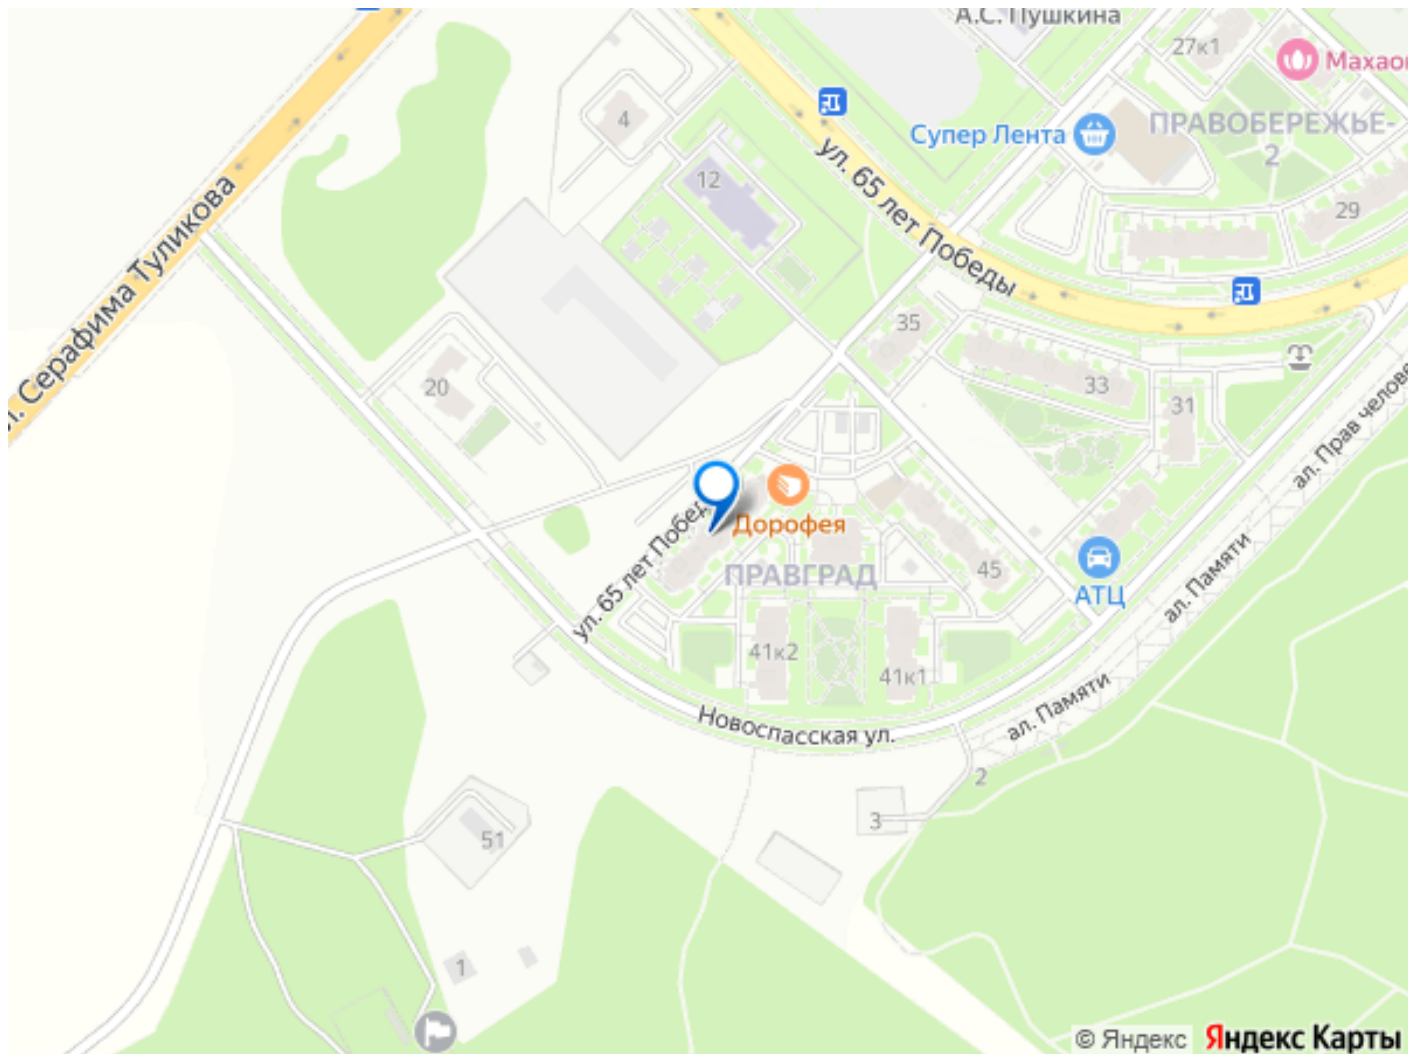 А.С. Пушкина
27к1
Махаон
4
Супер Лента
ПРАВОБЕРЕЖЬЕ-
2
12
ул. 65 лет Победы
29
ул. Серафима Туликова
35
20
33
31
ал. Прав челове
ул. 65 лет Победы
Дорофея
ПРАВГРАД
45
АТЦ
ал. Памяти
41к2
41к1
Новоспасская ул.
ал. Памяти
2
3
51
1
© Яндекс
Яндекс Карты